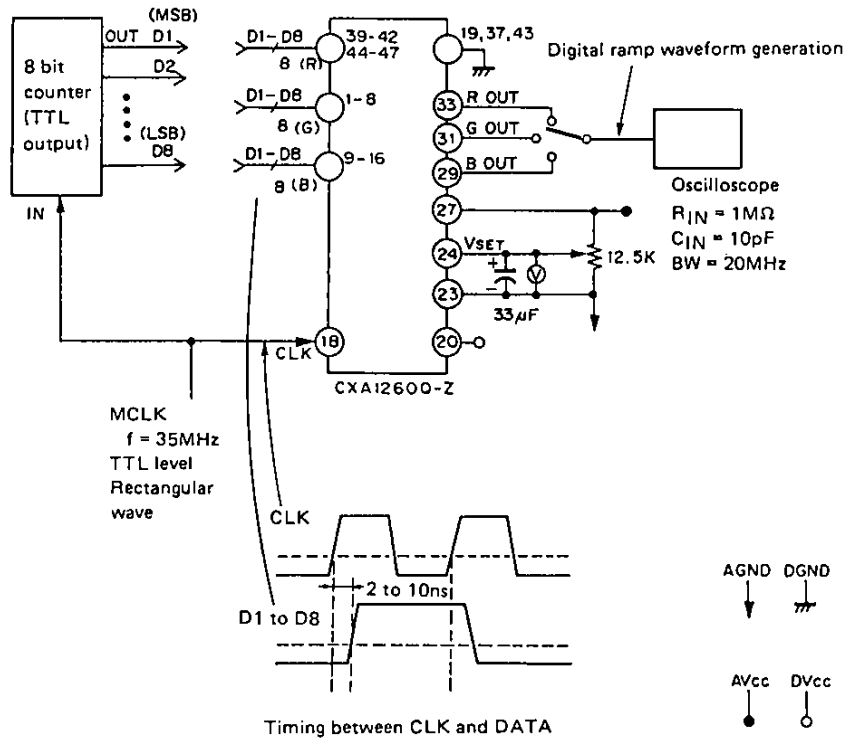 (MSB)
OUT D1
D2
8 bit
counter
(TTL
output)
(LSB)
D8
IN
D1-D8
8 (R)
D1-D8
8 (G)
D1-D8
8 (B)
39-42
44-47
1-8
9-16
19,37,43
33 R OUT
31 G OUT
29 B OUT
27
24 VSET
23
20
18
CLK
+
−
V
33μF
12.5K
CXA1260Q-Z
Digital ramp waveform generation
Oscilloscope
RIN = 1MΩ
CIN = 10pF
BW = 20MHz
MCLK
f = 35MHz
TTL level
Rectangular
wave
CLK
2 to 10ns
D1 to D8
Timing between CLK and DATA
AGND DGND
AVcc DVcc